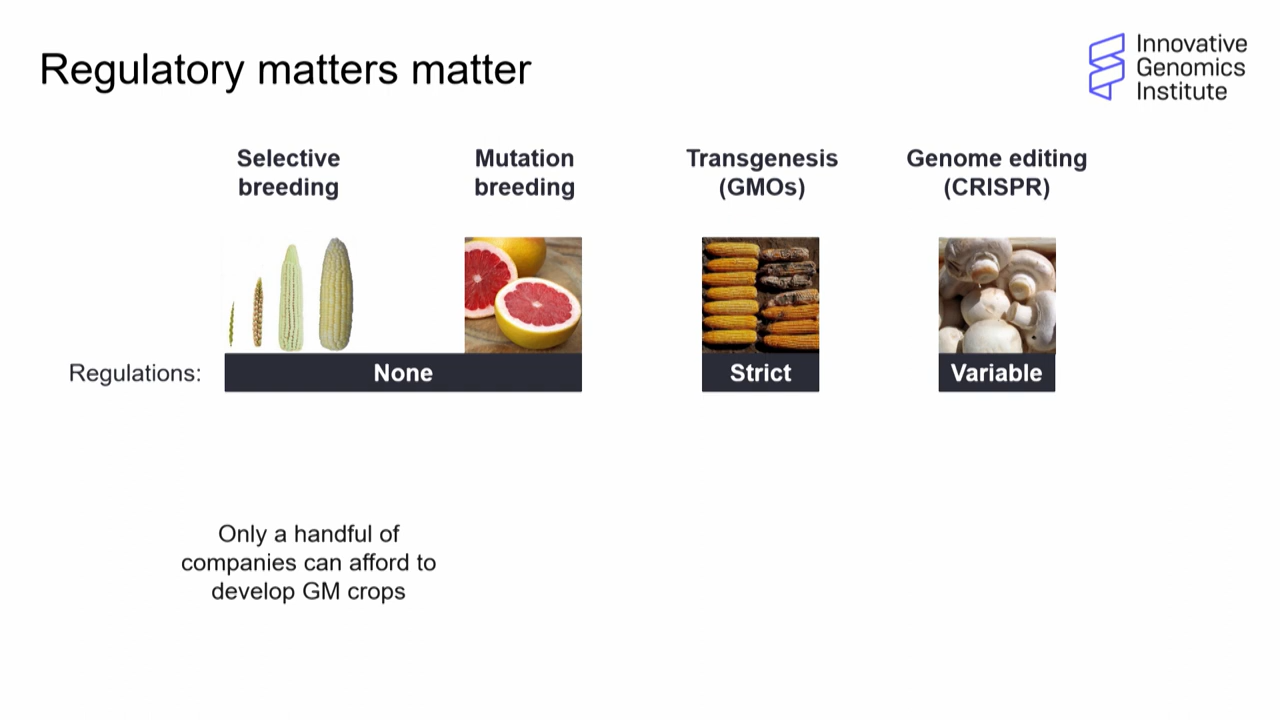 Regulatory matters matter
Innovative
Genomics
Institute
Selective
breeding
Mutation
breeding
Transgenesis
(GMOs)
Genome editing
(CRISPR)
Regulations:
None
Strict
Variable
Only a handful of
companies can afford to
develop GM crops